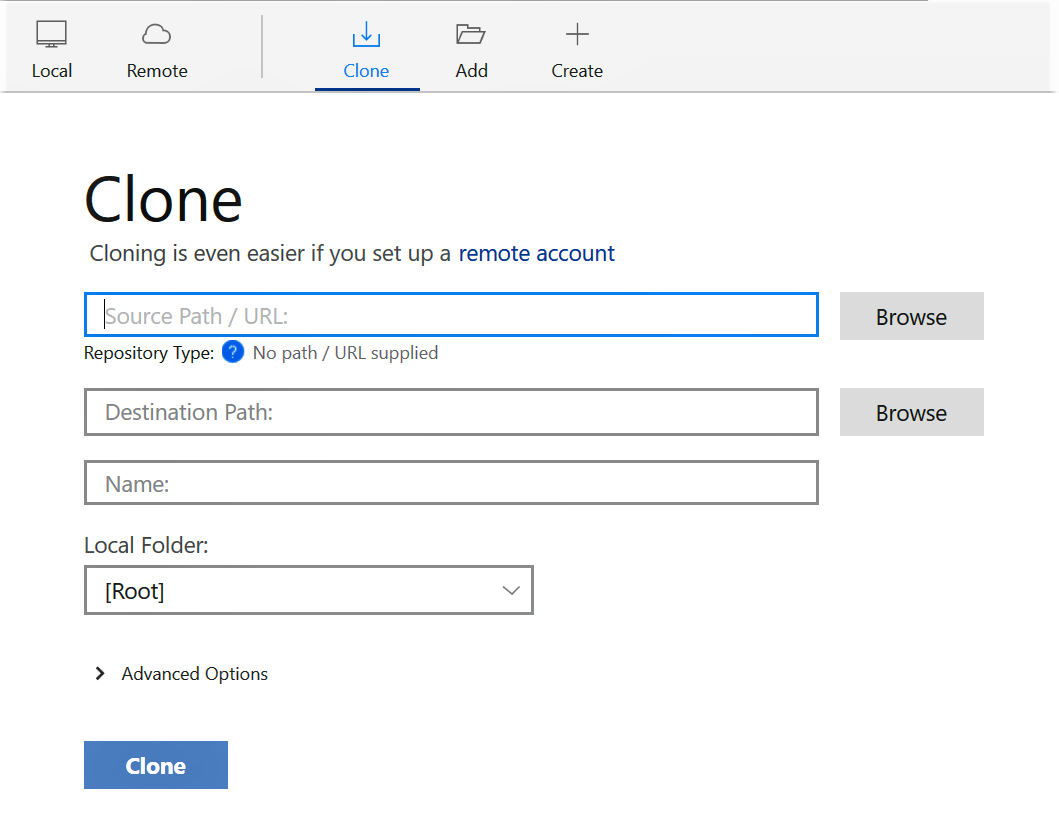 Local Remote Clone Add Create
Clone
Cloning is even easier if you set up a remote account
Source Path / URL: Browse
Repository Type: ? No path / URL supplied
Destination Path: Browse
Name:
Local Folder:
[Root]
Advanced Options
Clone